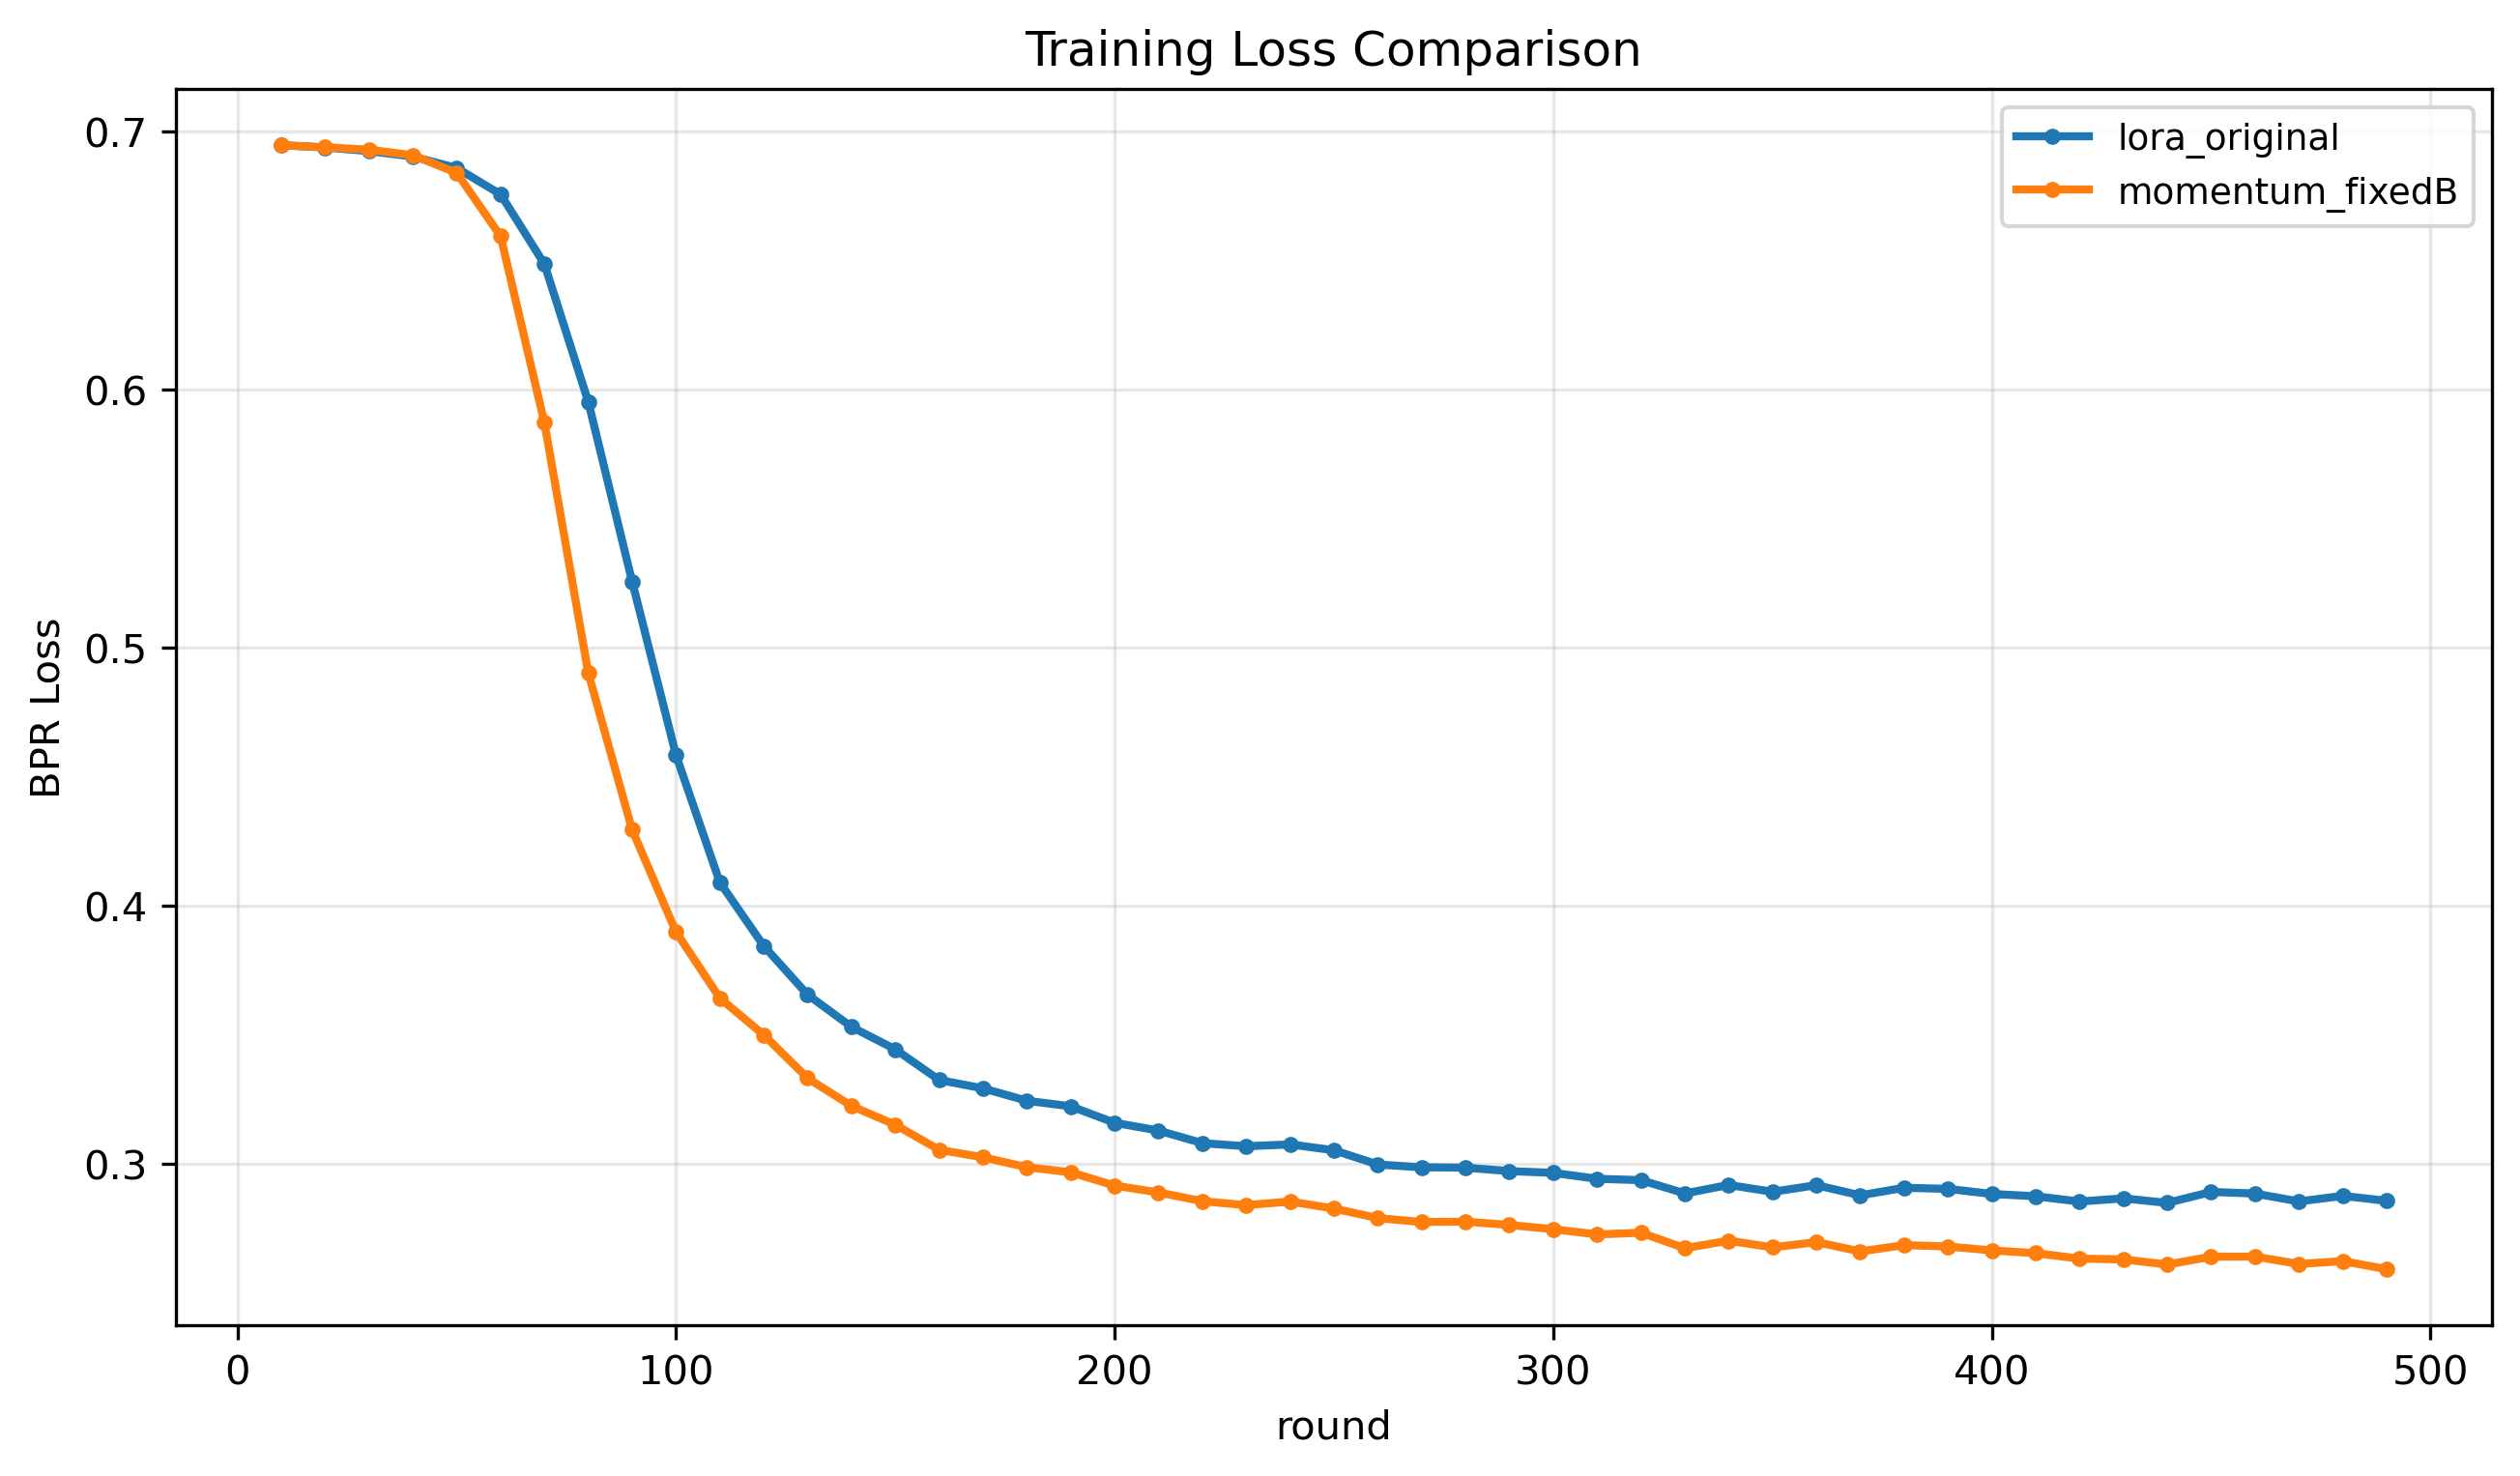 Training Loss Comparison
lora_original
momentum_fixedB
BPR Loss
0.7
0.6
0.5
0.4
0.3
0 100 200 300 400 500
round